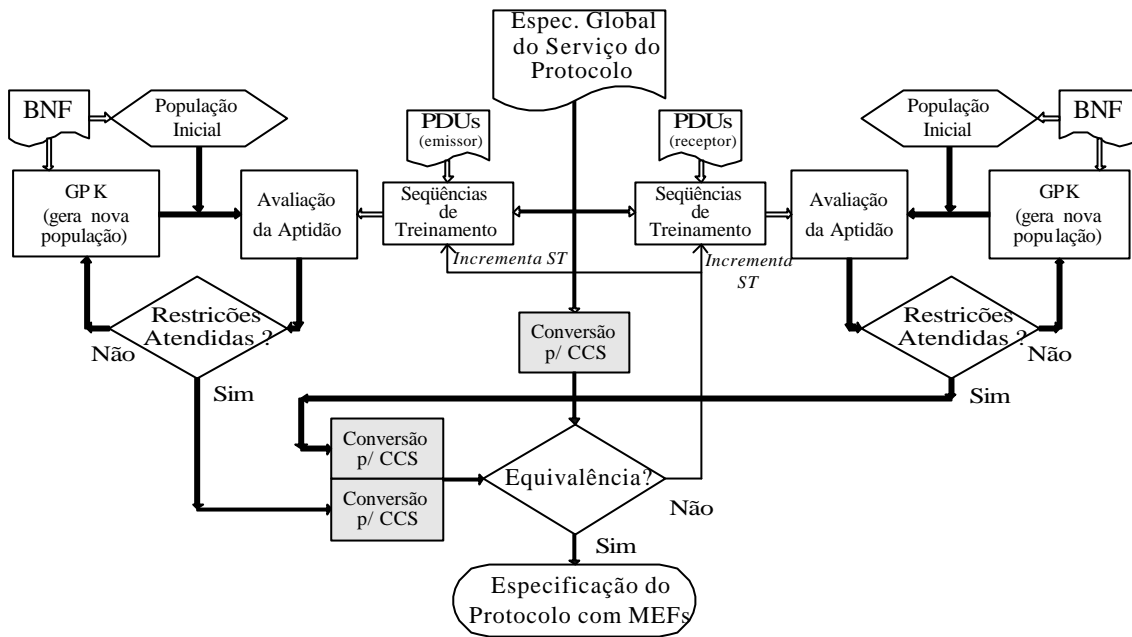 Espec. Global
do Serviço do
Protocolo
BNF
População
Inicial
PDUs
(emissor)
PDUs
(receptor)
População
Inicial
BNF
GPK
(gera nova
população)
Avaliação
da Aptidão
Seqüências
de
Treinamento
Seqüências
de
Treinamento
Avaliação
da Aptidão
GPK
(gera nova
população)
Incrementa ST
Incrementa
ST
Restricões
Atendidas ?
Não
Sim
Conversão
p/ CCS
Restricões
Atendidas ?
Não
Sim
Conversão
p/ CCS
Conversão
p/ CCS
Equivalência?
Não
Sim
Especificação do
Protocolo com MEFs